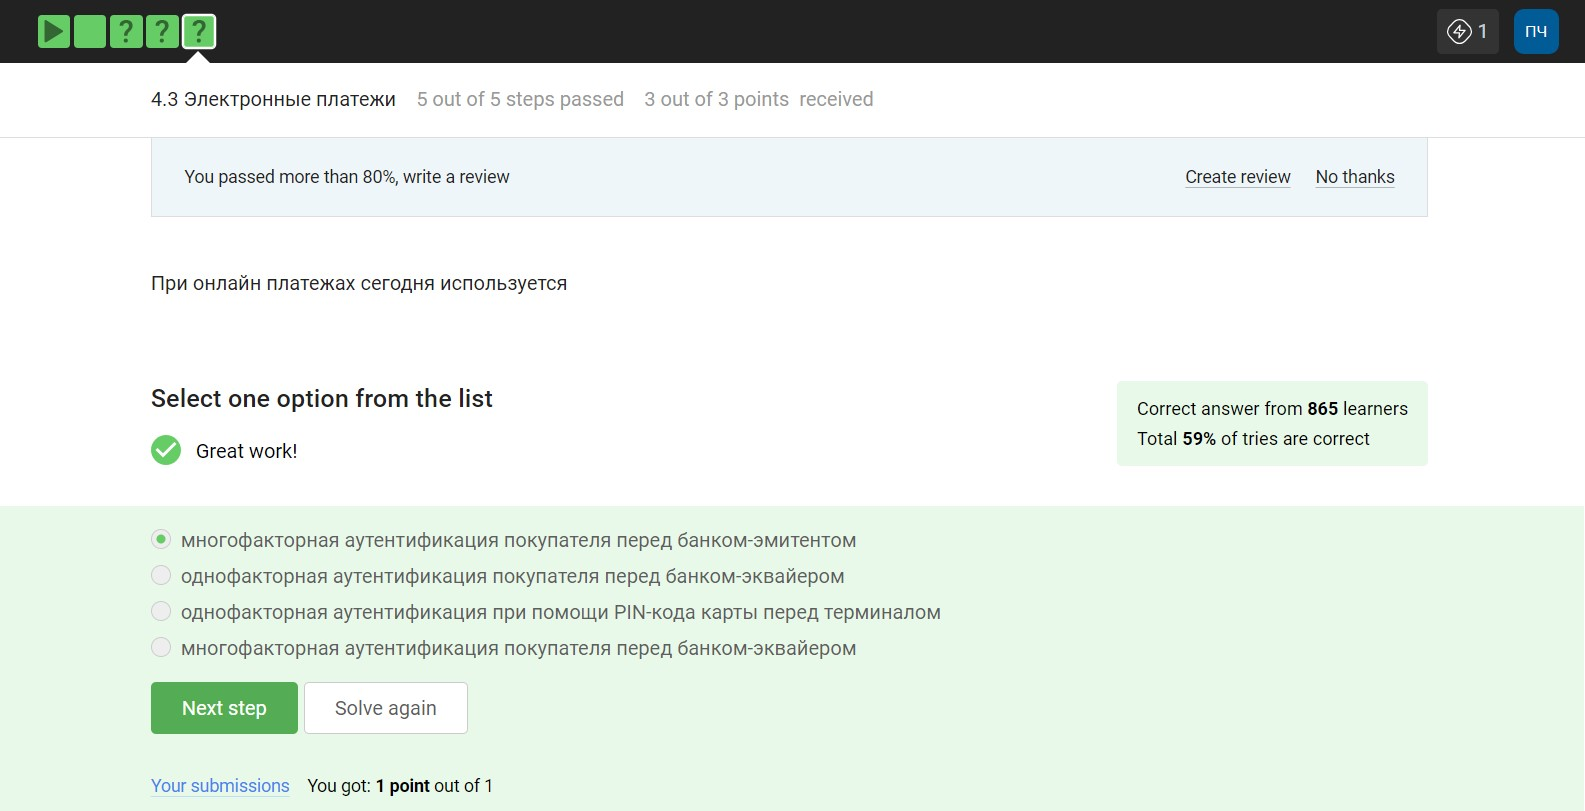 ? ? ?
1
ПЧ
4.3 Электронные платежи 5 out of 5 steps passed 3 out of 3 points received
You passed more than 80%, write a review Create review No thanks
При онлайн платежах сегодня используется
Select one option from the list
Great work!
Correct answer from 865 learners
Total 59% of tries are correct
многофакторная аутентификация покупателя перед банком-эмитентом
однофакторная аутентификация покупателя перед банком-эквайером
однофакторная аутентификация при помощи PIN-кода карты перед терминалом
многофакторная аутентификация покупателя перед банком-эквайером
Next step Solve again
Your submissions You got: 1 point out of 1